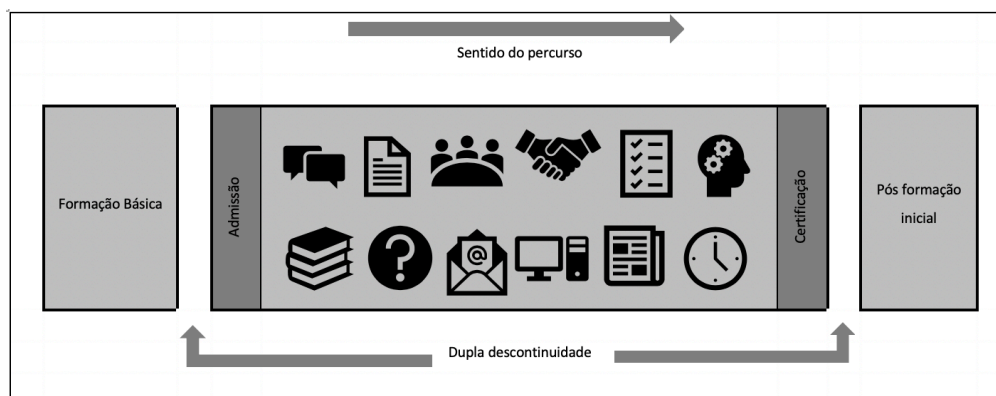 Sentido do percurso
Formação Básica
Admissão
@
?
Certificação
Pós formação
inicial
Dupla descontinuidade